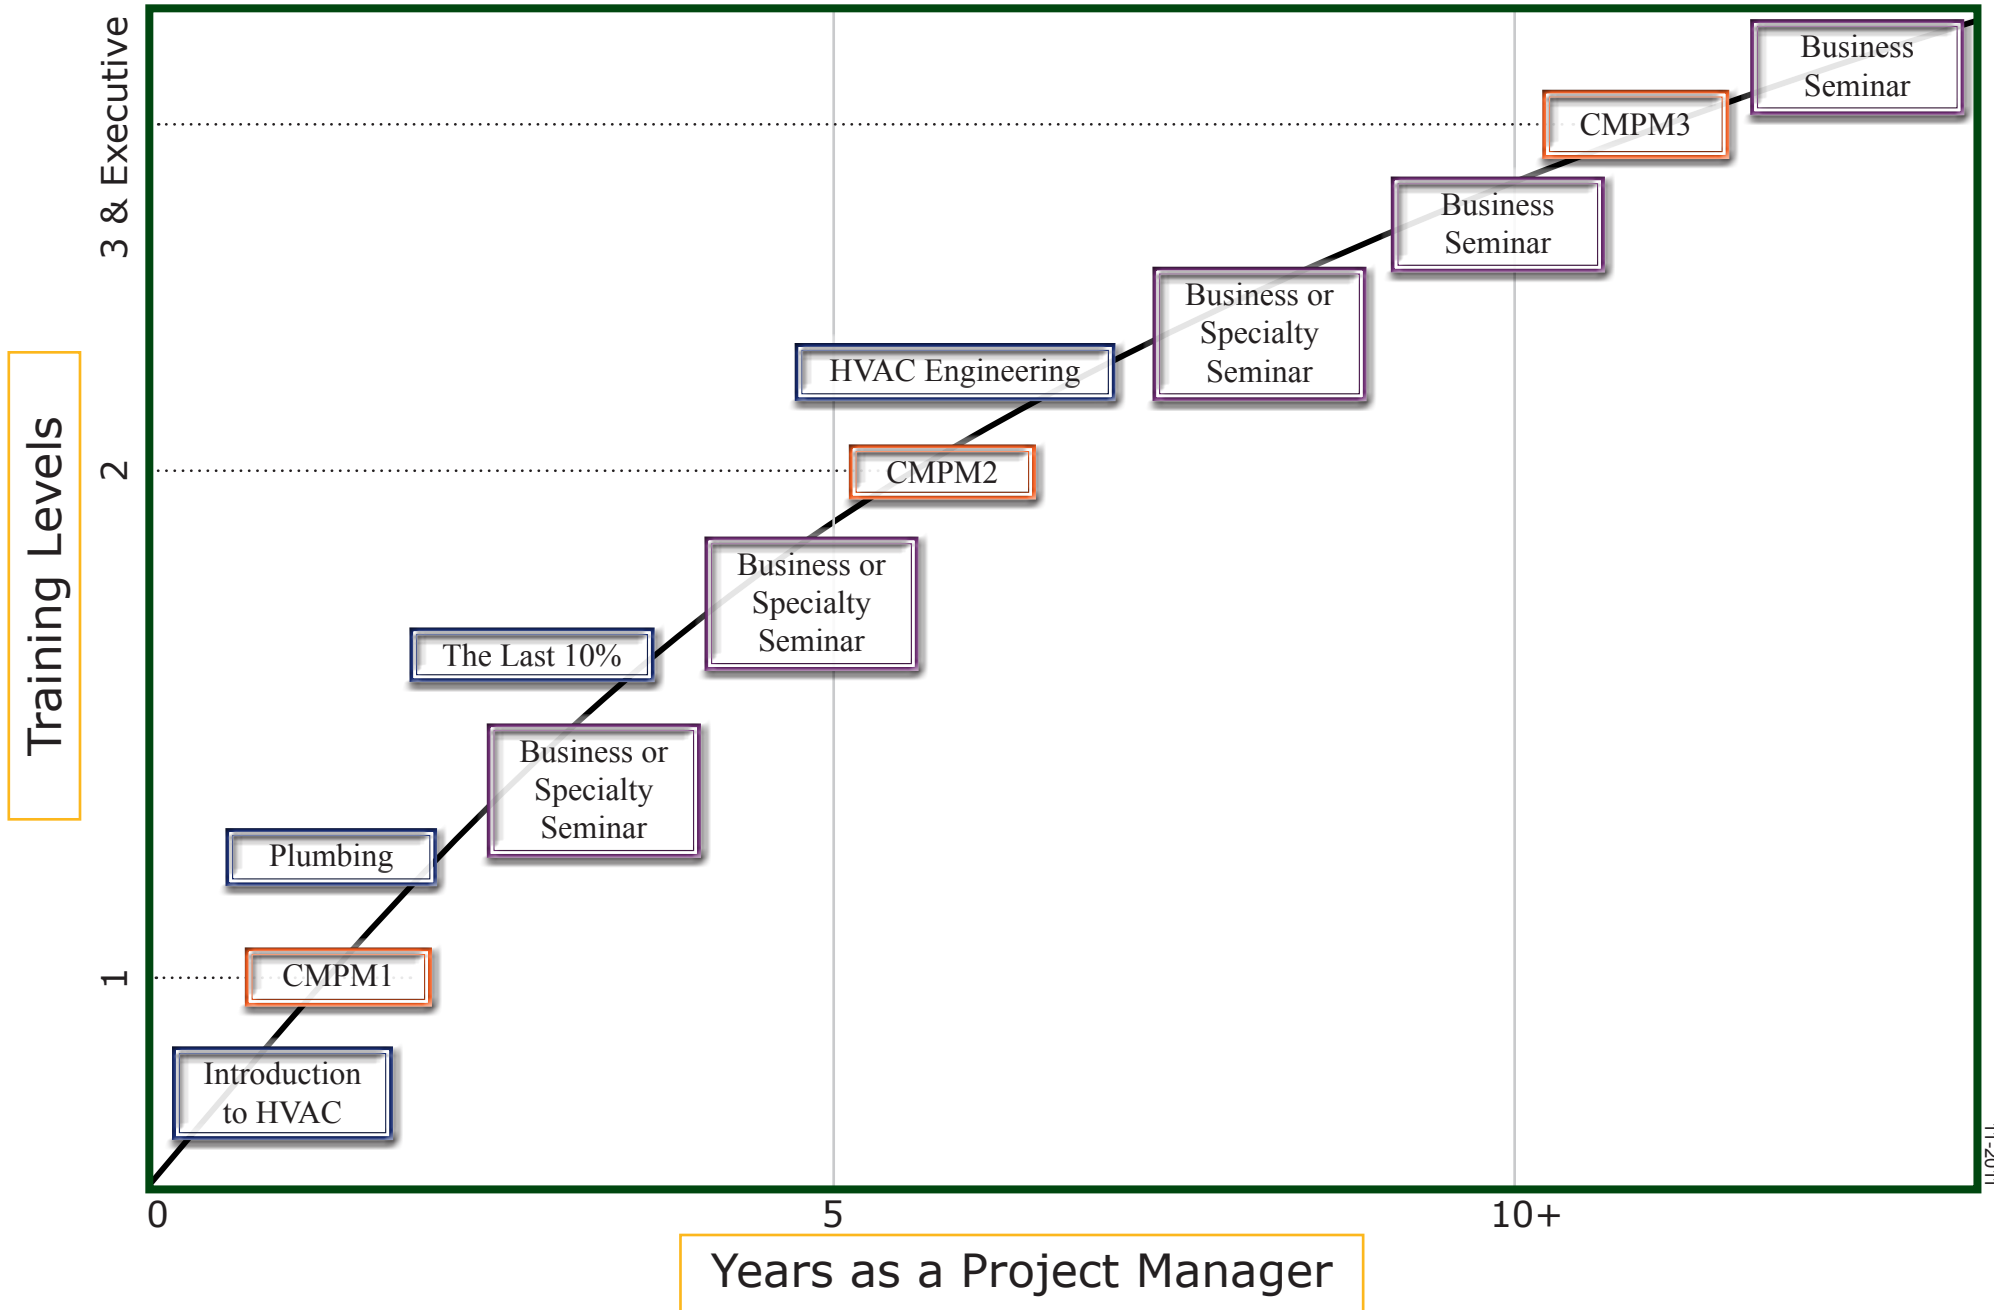 3 & Executive
2
1
Training Levels
Business
Seminar
CMPM3
Business
Seminar
Business or
Specialty
Seminar
HVAC Engineering
CMPM2
Business or
Specialty
Seminar
The Last 10%
Business or
Specialty
Seminar
Plumbing
CMPM1
Introduction
to HVAC
0
5
10+
Years as a Project Manager